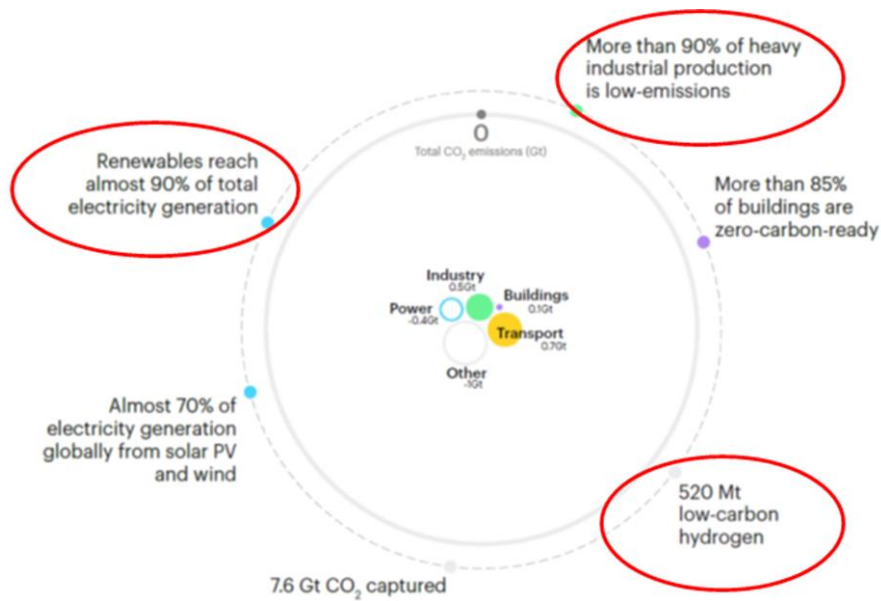 More than 90% of heavy
industrial production
is low-emissions
0
Total CO₂ emissions (Gt)
Renewables reach
almost 90% of total
electricity generation
More than 85%
of buildings are
zero-carbon-ready
Industry
0.5Gt
Buildings
0.1Gt
Power
-0.4Gt
Transport
0.7Gt
Other
-1Gt
Almost 70% of
electricity generation
globally from solar PV
and wind
520 Mt
low-carbon
hydrogen
7.6 Gt CO₂ captured